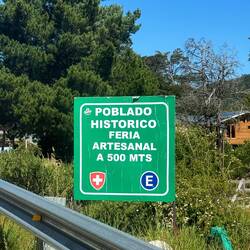 POBLADO
HISTORICO
FERIA
ARTESANAL
A 500 MTS
E